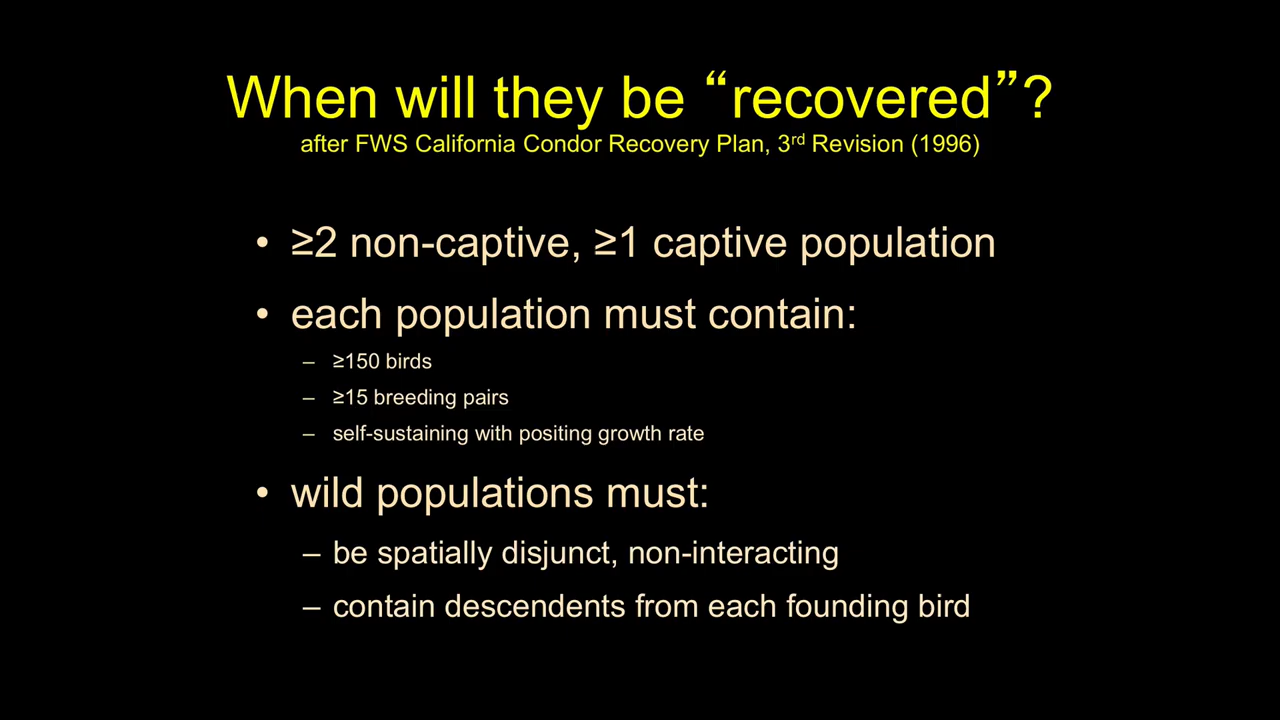 When will they be “recovered”?
after FWS California Condor Recovery Plan, 3rd Revision (1996)
• ≥2 non-captive, ≥1 captive population
• each population must contain:
– ≥150 birds
– ≥15 breeding pairs
– self-sustaining with positing growth rate
• wild populations must:
– be spatially disjunct, non-interacting
– contain descendents from each founding bird